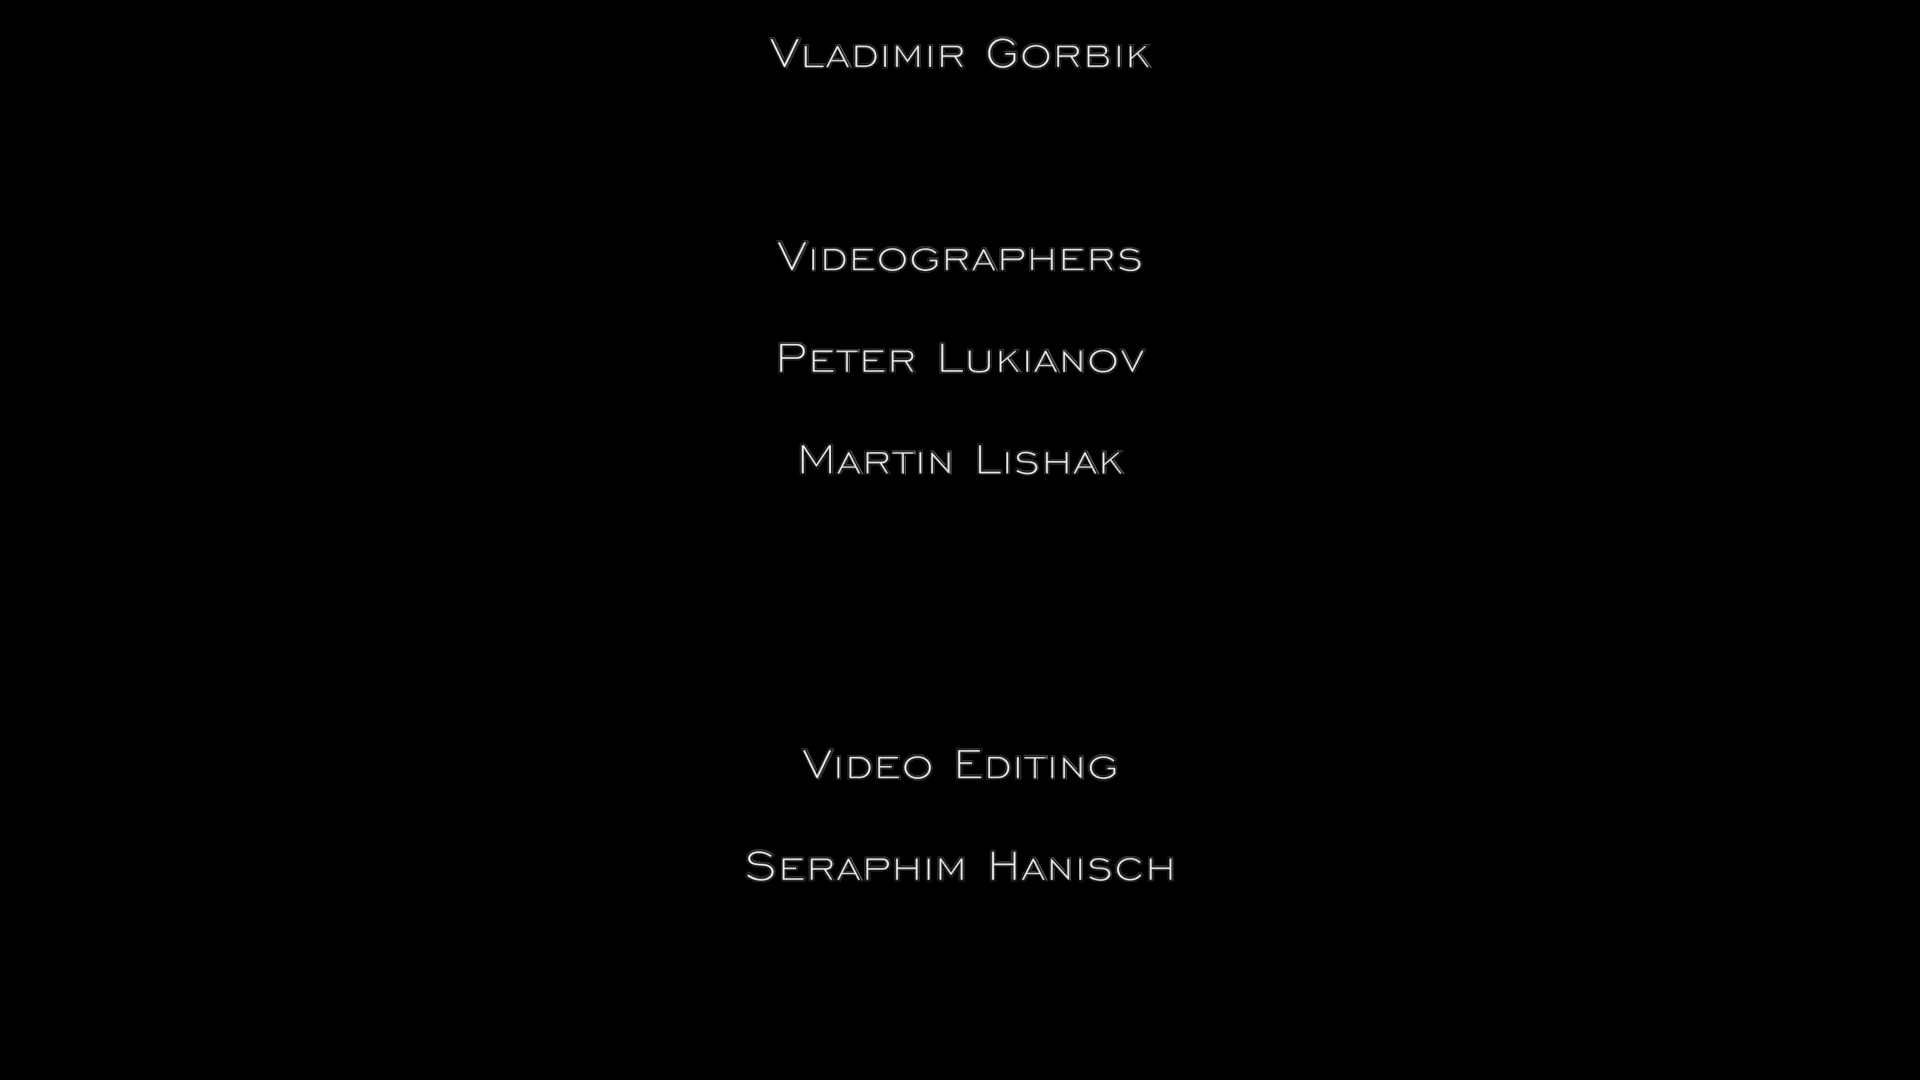 Vladimir Gorbik
Videographers
Peter Lukianov
Martin Lishak
Video Editing
Seraphim Hanisch